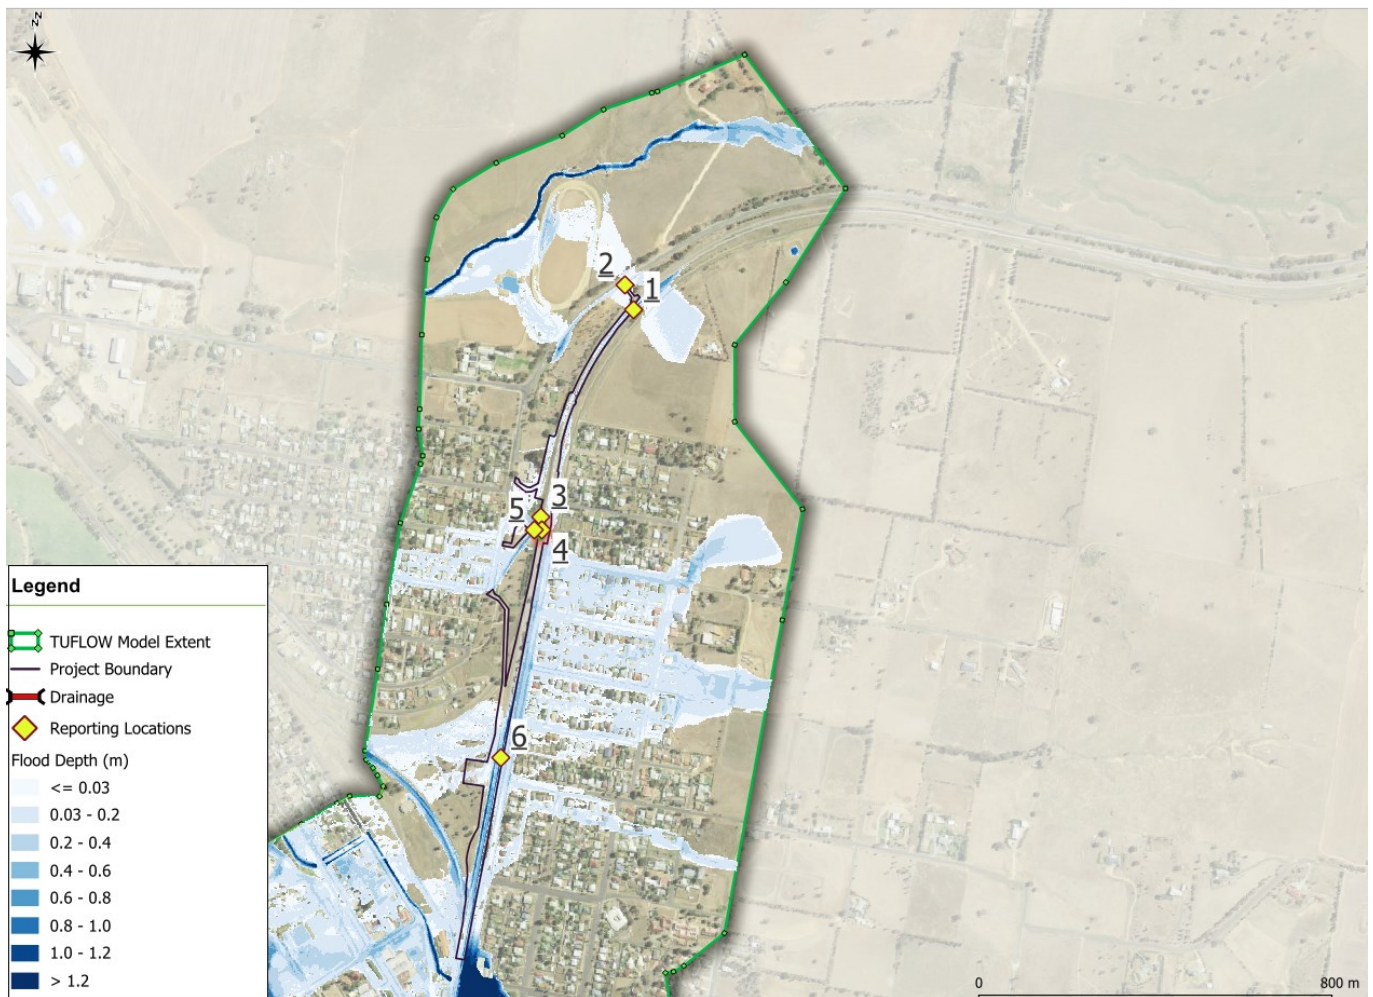 N
2
1
3
5
4
6
Legend
TUFLOW Model Extent
Project Boundary
Drainage
Reporting Locations
Flood Depth (m)
<= 0.03
0.03 - 0.2
0.2 - 0.4
0.4 - 0.6
0.6 - 0.8
0.8 - 1.0
1.0 - 1.2
> 1.2
0 800 m